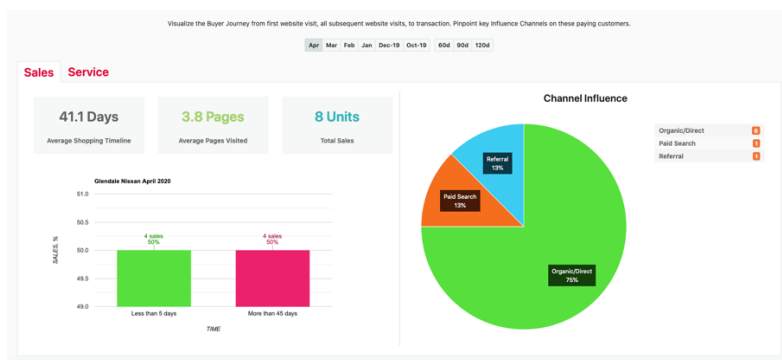 Visualize the Buyer Journey from first website visit, all subsequent website visits, to transaction. Pinpoint key Influence Channels on these paying customers.
Apr Mar Feb Jan Dec-19 Oct-19 60d 90d 120d
Sales Service
41.1 Days
Average Shopping Timeline
3.8 Pages
Average Pages Visited
8 Units
Total Sales
Glendale Nissan April 2020
SALES, %
51.0
50.5
50.0
49.5
49.0
4 sales
50%
4 sales
50%
Less than 5 days
More than 45 days
TIME
Channel Influence
Referral
13%
Paid Search
13%
Organic/Direct
75%
Organic/Direct
Paid Search 1
Referral 1